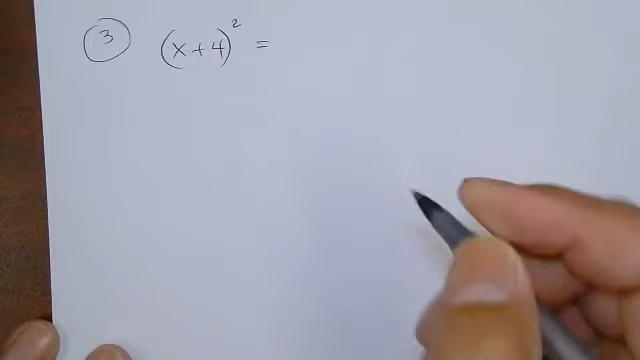 3 (x+4)² =